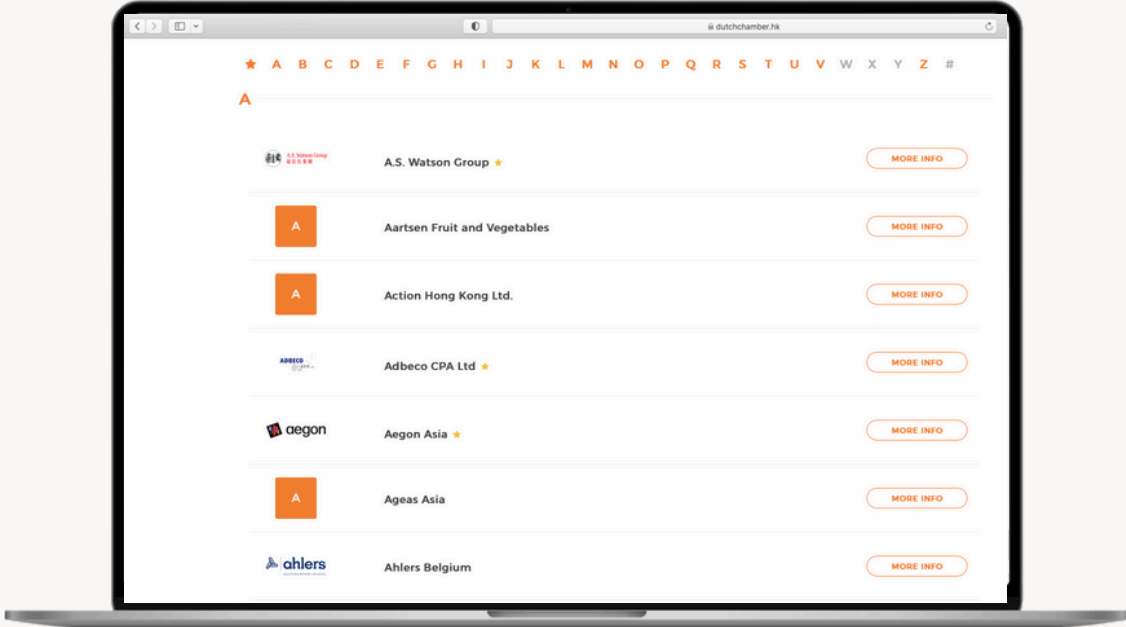 dutchchamber.hk
A B C D E F G H I J K L M N O P Q R S T U V W X Y Z #
A
A.S. Watson Group
A.S. Watson Group
MORE INFO
A
Aartsen Fruit and Vegetables
MORE INFO
A
Action Hong Kong Ltd.
MORE INFO
ADBECO
Adbeco CPA Ltd
MORE INFO
aegon
Aegon Asia
MORE INFO
A
Ageas Asia
MORE INFO
ahlers
Ahlers Belgium
MORE INFO